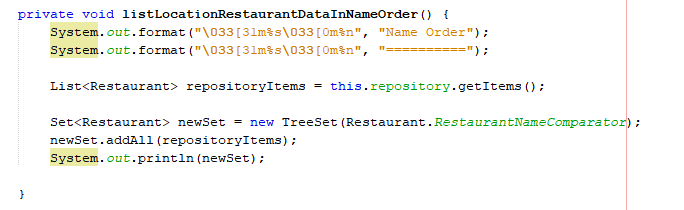 private void listLocationRestaurantDataInNameOrder() {
System.out.format("\033[31m%s\033[0m%n", "Name Order");
System.out.format("\033[31m%s\033[0m%n", "==========");
List<Restaurant> repositoryItems = this.repository.getItems();
Set<Restaurant> newSet = new TreeSet(Restaurant.RestaurantNameComparator);
newSet.addAll(repositoryItems);
System.out.println(newSet);
}